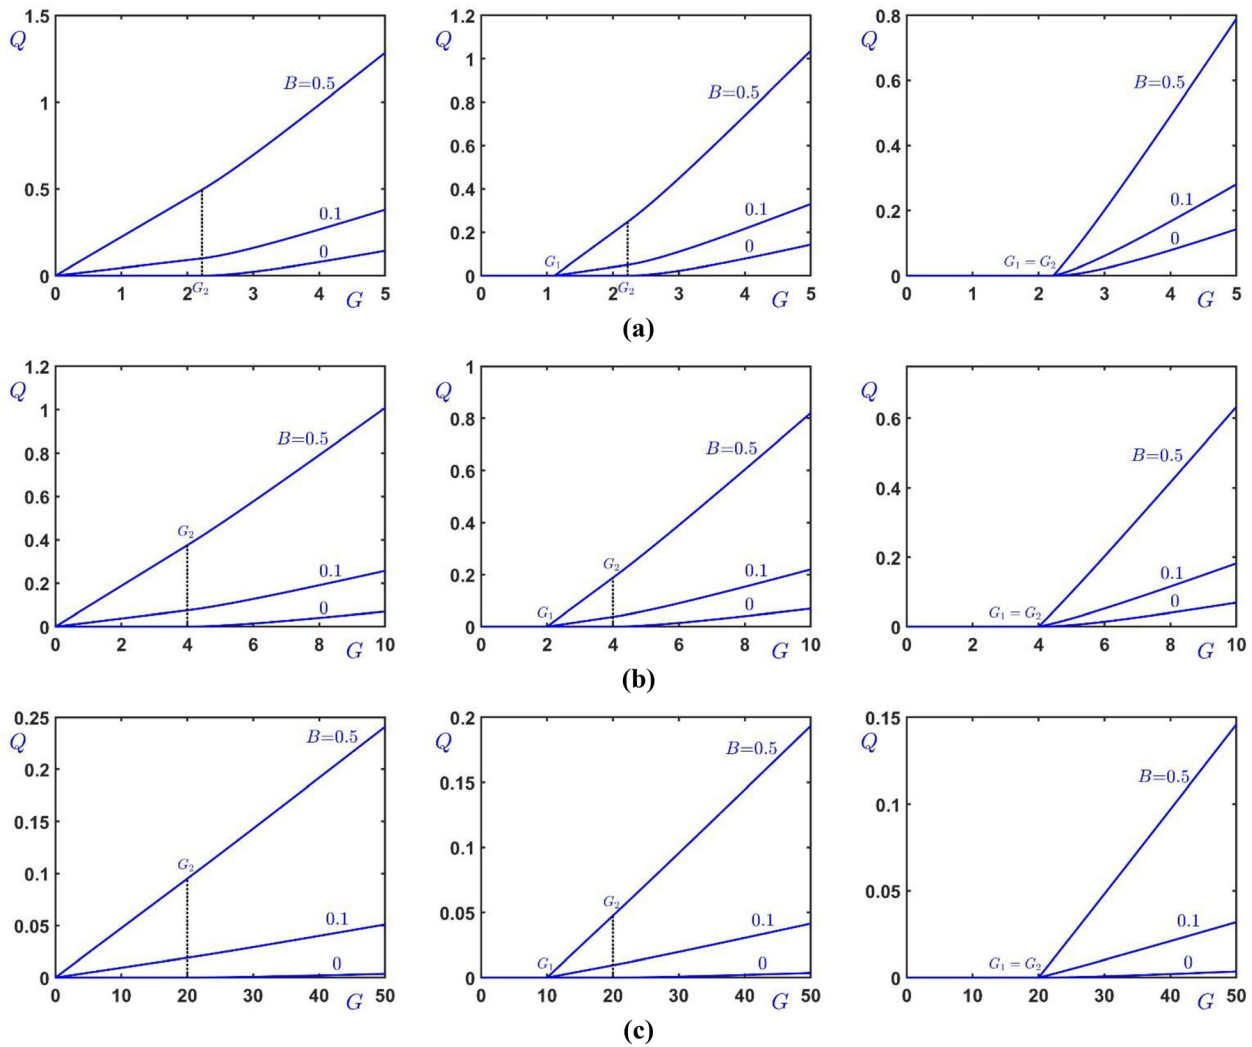 1.5 Q 1 0.5 0 B=0.5 0.1 0 G₂ 0 1 2 3 4 5 G
1.2 Q 1 0.8 0.6 0.4 0.2 0 B=0.5 0.1 0 G₁ G₂ 0 1 2 3 4 5 G
0.8 Q 0.6 0.4 0.2 0 B=0.5 0.1 0 G₁ = G₂ 0 1 2 3 4 5 G
(a)
1.2 Q 1 0.8 0.6 0.4 0.2 0 B=0.5 0.1 0 G₂ 0 2 4 6 8 10 G
1 Q 0.8 0.6 0.4 0.2 0 B=0.5 0.1 0 G₁ G₂ 0 2 4 6 8 10 G
Q 0.6 0.4 0.2 0 B=0.5 0.1 0 G₁ = G₂ 0 2 4 6 8 10 G
(b)
0.25 Q 0.2 0.15 0.1 0.05 0 B=0.5 0.1 0 G₂ 0 10 20 30 40 50 G
0.2 Q 0.15 0.1 0.05 0 B=0.5 0.1 0 G₁ G₂ 0 10 20 30 40 50 G
0.15 Q 0.1 0.05 0 B=0.5 0.1 0 G₁ = G₂ 0 10 20 30 40 50 G
(c)